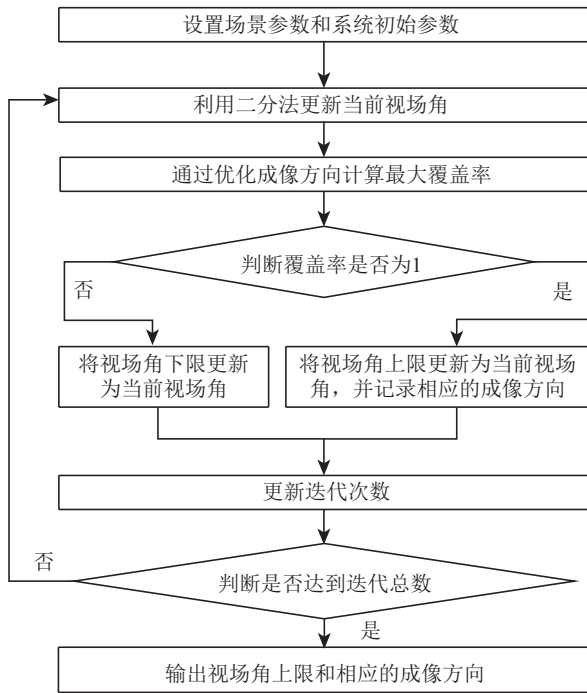 设置场景参数和系统初始参数
利用二分法更新当前视场角
通过优化成像方向计算最大覆盖率
判断覆盖率是否为1
否
是
将视场角下限更新
为当前视场角
将视场角上限更新为当前视场
角，并记录相应的成像方向
更新迭代次数
否
判断是否达到迭代总数
是
输出视场角上限和相应的成像方向